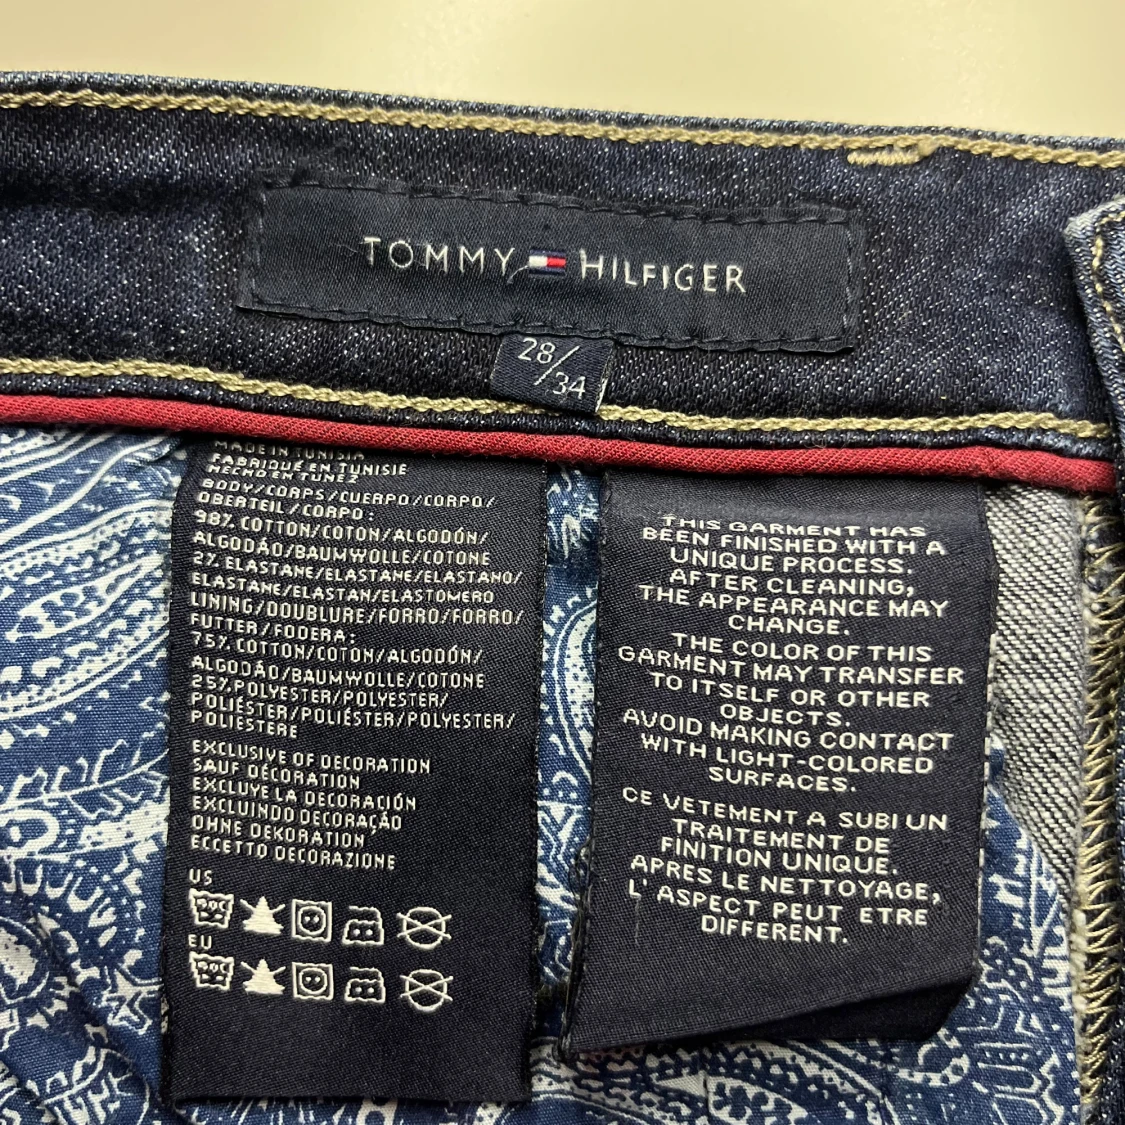 TOMMY HILFIGER
28/34
MADE IN TUNISIA
FABRIQUÉ EN TUNISIE
HECHO EN TUNEZ
BODY/CORPS/CUERPO/CORPO/
OBERTEIL/CORPO:
98% COTTON/COTON/ALGODÓN/
ALGODÃO/BAUMWOLLE/COTONE
2% ELASTANE/ELASTANE/ELASTANO/
ELASTANE/ELASTAN/ELASTOMERO
LINING/DOUBLURE/FORRO/FORRO/
FUTTER/FODERA:
75% COTTON/COTON/ALGODÓN/
ALGODÃO/BAUMWOLLE/COTONE
25% POLYESTER/POLYESTER/
POLIÉSTER/POLIÉSTER/POLYESTER/
POLIESTERE
EXCLUSIVE OF DECORATION
SAUF DÉCORATION
EXCLUYE LA DECORACIÓN
EXCLUINDO DECORAÇÃO
OHNE DEKORATION
ECCETTO DECORAZIONE
US
EU
THIS GARMENT HAS
BEEN FINISHED WITH A
UNIQUE PROCESS.
AFTER CLEANING,
THE APPEARANCE MAY
CHANGE.
THE COLOR OF THIS
GARMENT MAY TRANSFER
TO ITSELF OR OTHER
OBJECTS.
AVOID MAKING CONTACT
WITH LIGHT-COLORED
SURFACES.
CE VETEMENT A SUBI UN
TRAITEMENT DE
FINITION UNIQUE.
APRES LE NETTOYAGE,
L' ASPECT PEUT ETRE
DIFFERENT.